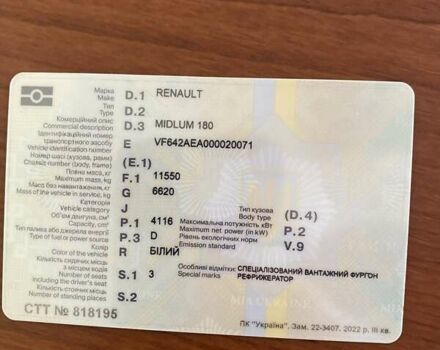 Марка
Make D.1 RENAULT
Тип
Type D.2
Комерційний опис
Commercial description D.3 MIDLUM 180
Ідентифікаційний номер
транспортного засобу E VF642AEA000020071
Vehicle identification number
Номер шасі (кузова, рами)
Chassis number (body, frame) (E.1)
Повна маса, кг
Maximum mass, kg F.1 11550
Маса без навантаження, кг
Mass of the vehicle in service, kg G 6620
Категорія
Vehicle category J Тип кузова
Type of body (D.4)
Об'єм двигуна, см³
Capacity, cm³ P.1 4116 Максимальна потужність кВт
Maximum net power (in kW) P.2
Тип палива або джерела енергії
Type of fuel or power source P.3 D Рівень екологічних норм
Emission standard V.9
Колір
Color of the vehicle R БІЛИЙ
Кількість сидячих місць
з місцем водія
Number of seats S.1 3 Особливі відмітки: СПЕЦІАЛІЗОВАНИЙ ВАНТАЖНИЙ ФУРГОН
including the driver's seat Special marks РЕФРИЖЕРАТОР
Кількість стоячих місць
Number of standing places S.2
СТТ № 818195
MIA UKRAINE
ПК "Україна". Зам. 22-3407. 2022 р. III кв.